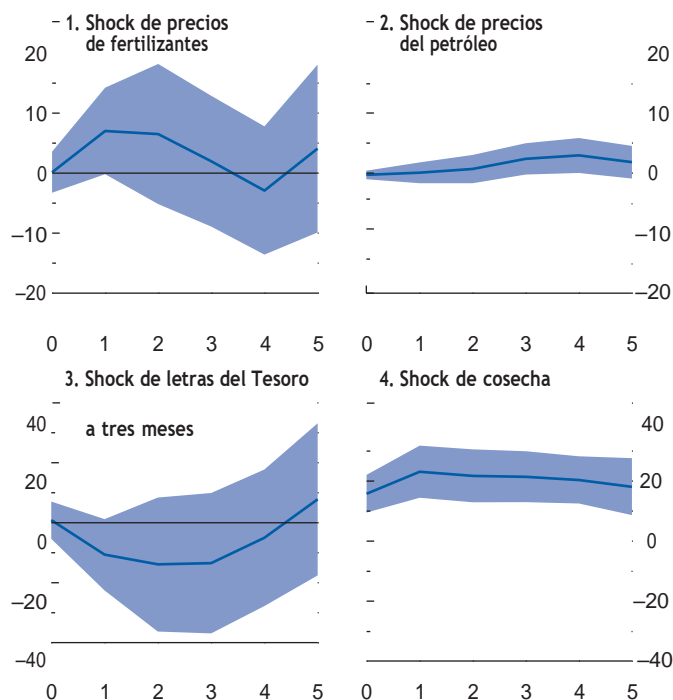 1. Shock de precios
de fertilizantes
20
10
0
–10
–20
0 1 2 3 4 5
2. Shock de precios
del petróleo
20
10
0
–10
–20
0 1 2 3 4 5
3. Shock de letras del Tesoro
a tres meses
40
20
0
–20
–40
0 1 2 3 4 5
4. Shock de cosecha
40
20
0
–20
–40
0 1 2 3 4 5